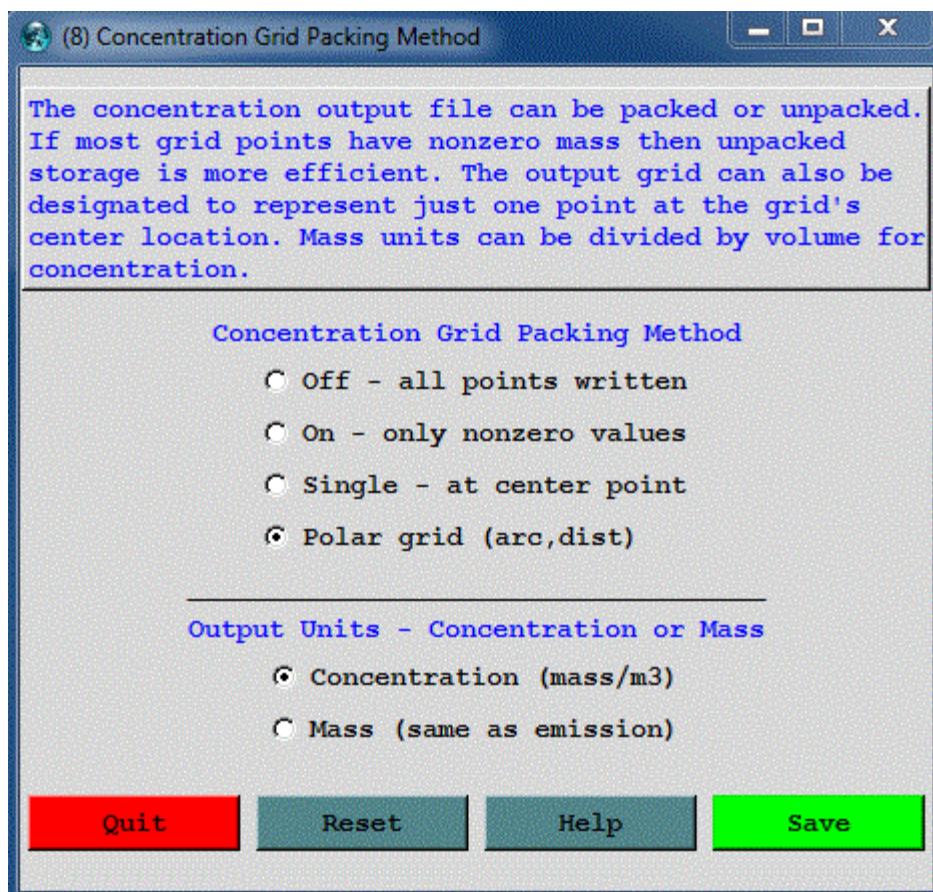 (8) Concentration Grid Packing Method
The concentration output file can be packed or unpacked.
If most grid points have nonzero mass then unpacked
storage is more efficient. The output grid can also be
designated to represent just one point at the grid's
center location. Mass units can be divided by volume for
concentration.
Concentration Grid Packing Method
Off - all points written
On - only nonzero values
Single - at center point
Polar grid (arc,dist)
Output Units - Concentration or Mass
Concentration (mass/m3)
Mass (same as emission)
Quit Reset Help Save